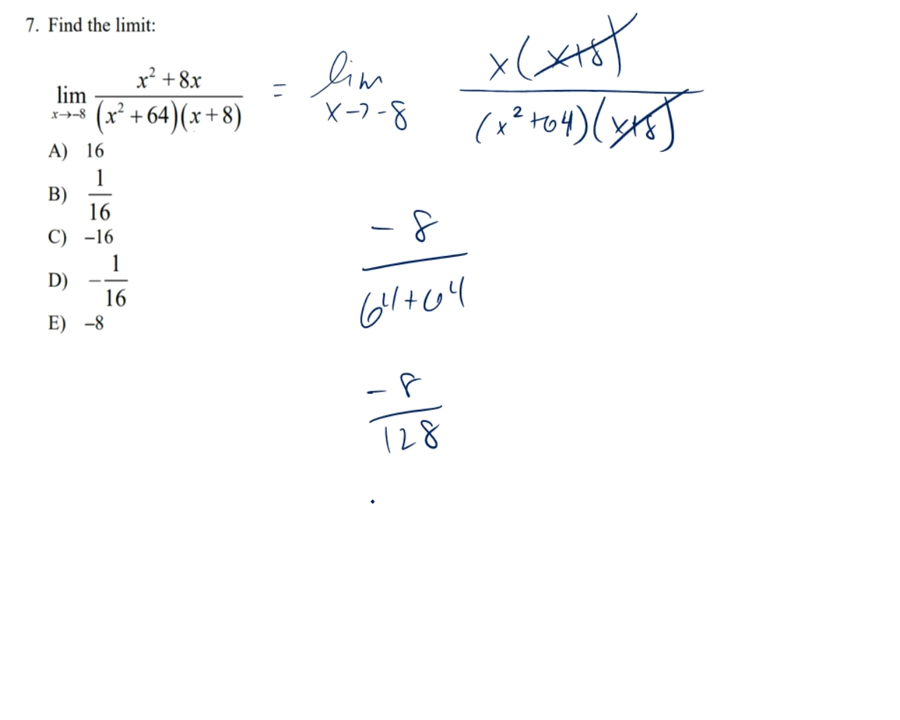 7. Find the limit:
lim x→-8 (x² + 8x) / ((x² + 64)(x + 8)) = lim x→-8 x(x+8) / ((x² + 64)(x+8))
A) 16
B) 1/16
C) -16
D) -1/16
E) -8
-8 / (64+64)
-8 / 128